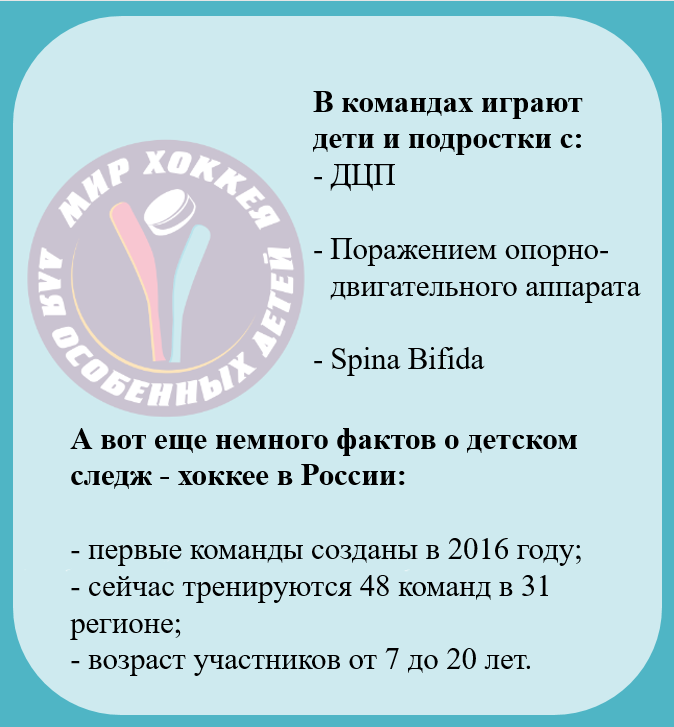 В командах играют
дети и подростки с:
- ДЦП
- Поражением опорно-
двигательного аппарата
- Spina Bifida
МИР ХОККЕЯ
ДЛЯ ОСОБЕННЫХ ДЕТЕЙ
А вот еще немного фактов о детском
следж - хоккее в России:
- первые команды созданы в 2016 году;
- сейчас тренируются 48 команд в 31
регионе;
- возраст участников от 7 до 20 лет.